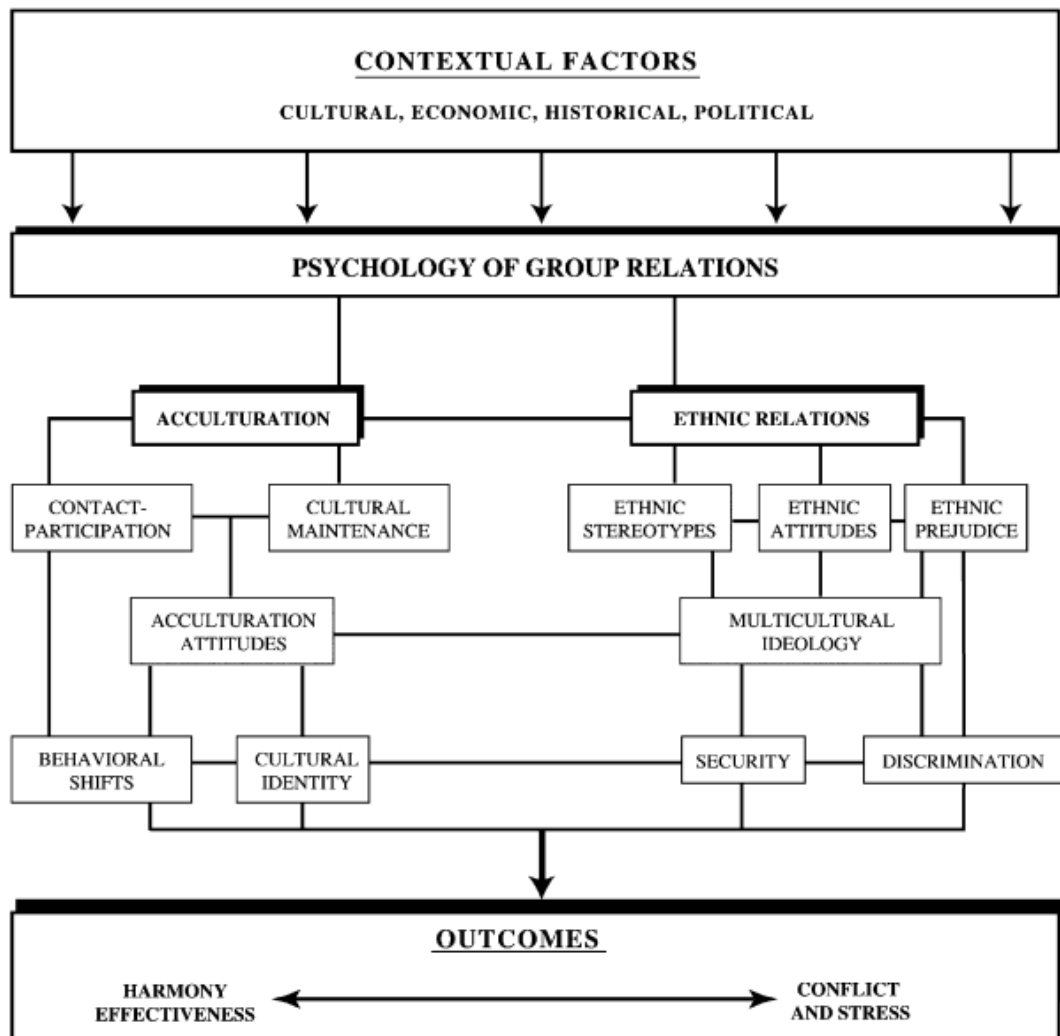 CONTEXTUAL FACTORS
CULTURAL, ECONOMIC, HISTORICAL, POLITICAL
PSYCHOLOGY OF GROUP RELATIONS
ACCULTURATION
ETHNIC RELATIONS
CONTACT-
PARTICIPATION
CULTURAL
MAINTENANCE
ETHNIC
STEREOTYPES
ETHNIC
ATTITUDES
ETHNIC
PREJUDICE
ACCULTURATION
ATTITUDES
MULTICULTURAL
IDEOLOGY
BEHAVIORAL
SHIFTS
CULTURAL
IDENTITY
SECURITY
DISCRIMINATION
OUTCOMES
HARMONY
EFFECTIVENESS
CONFLICT
AND STRESS